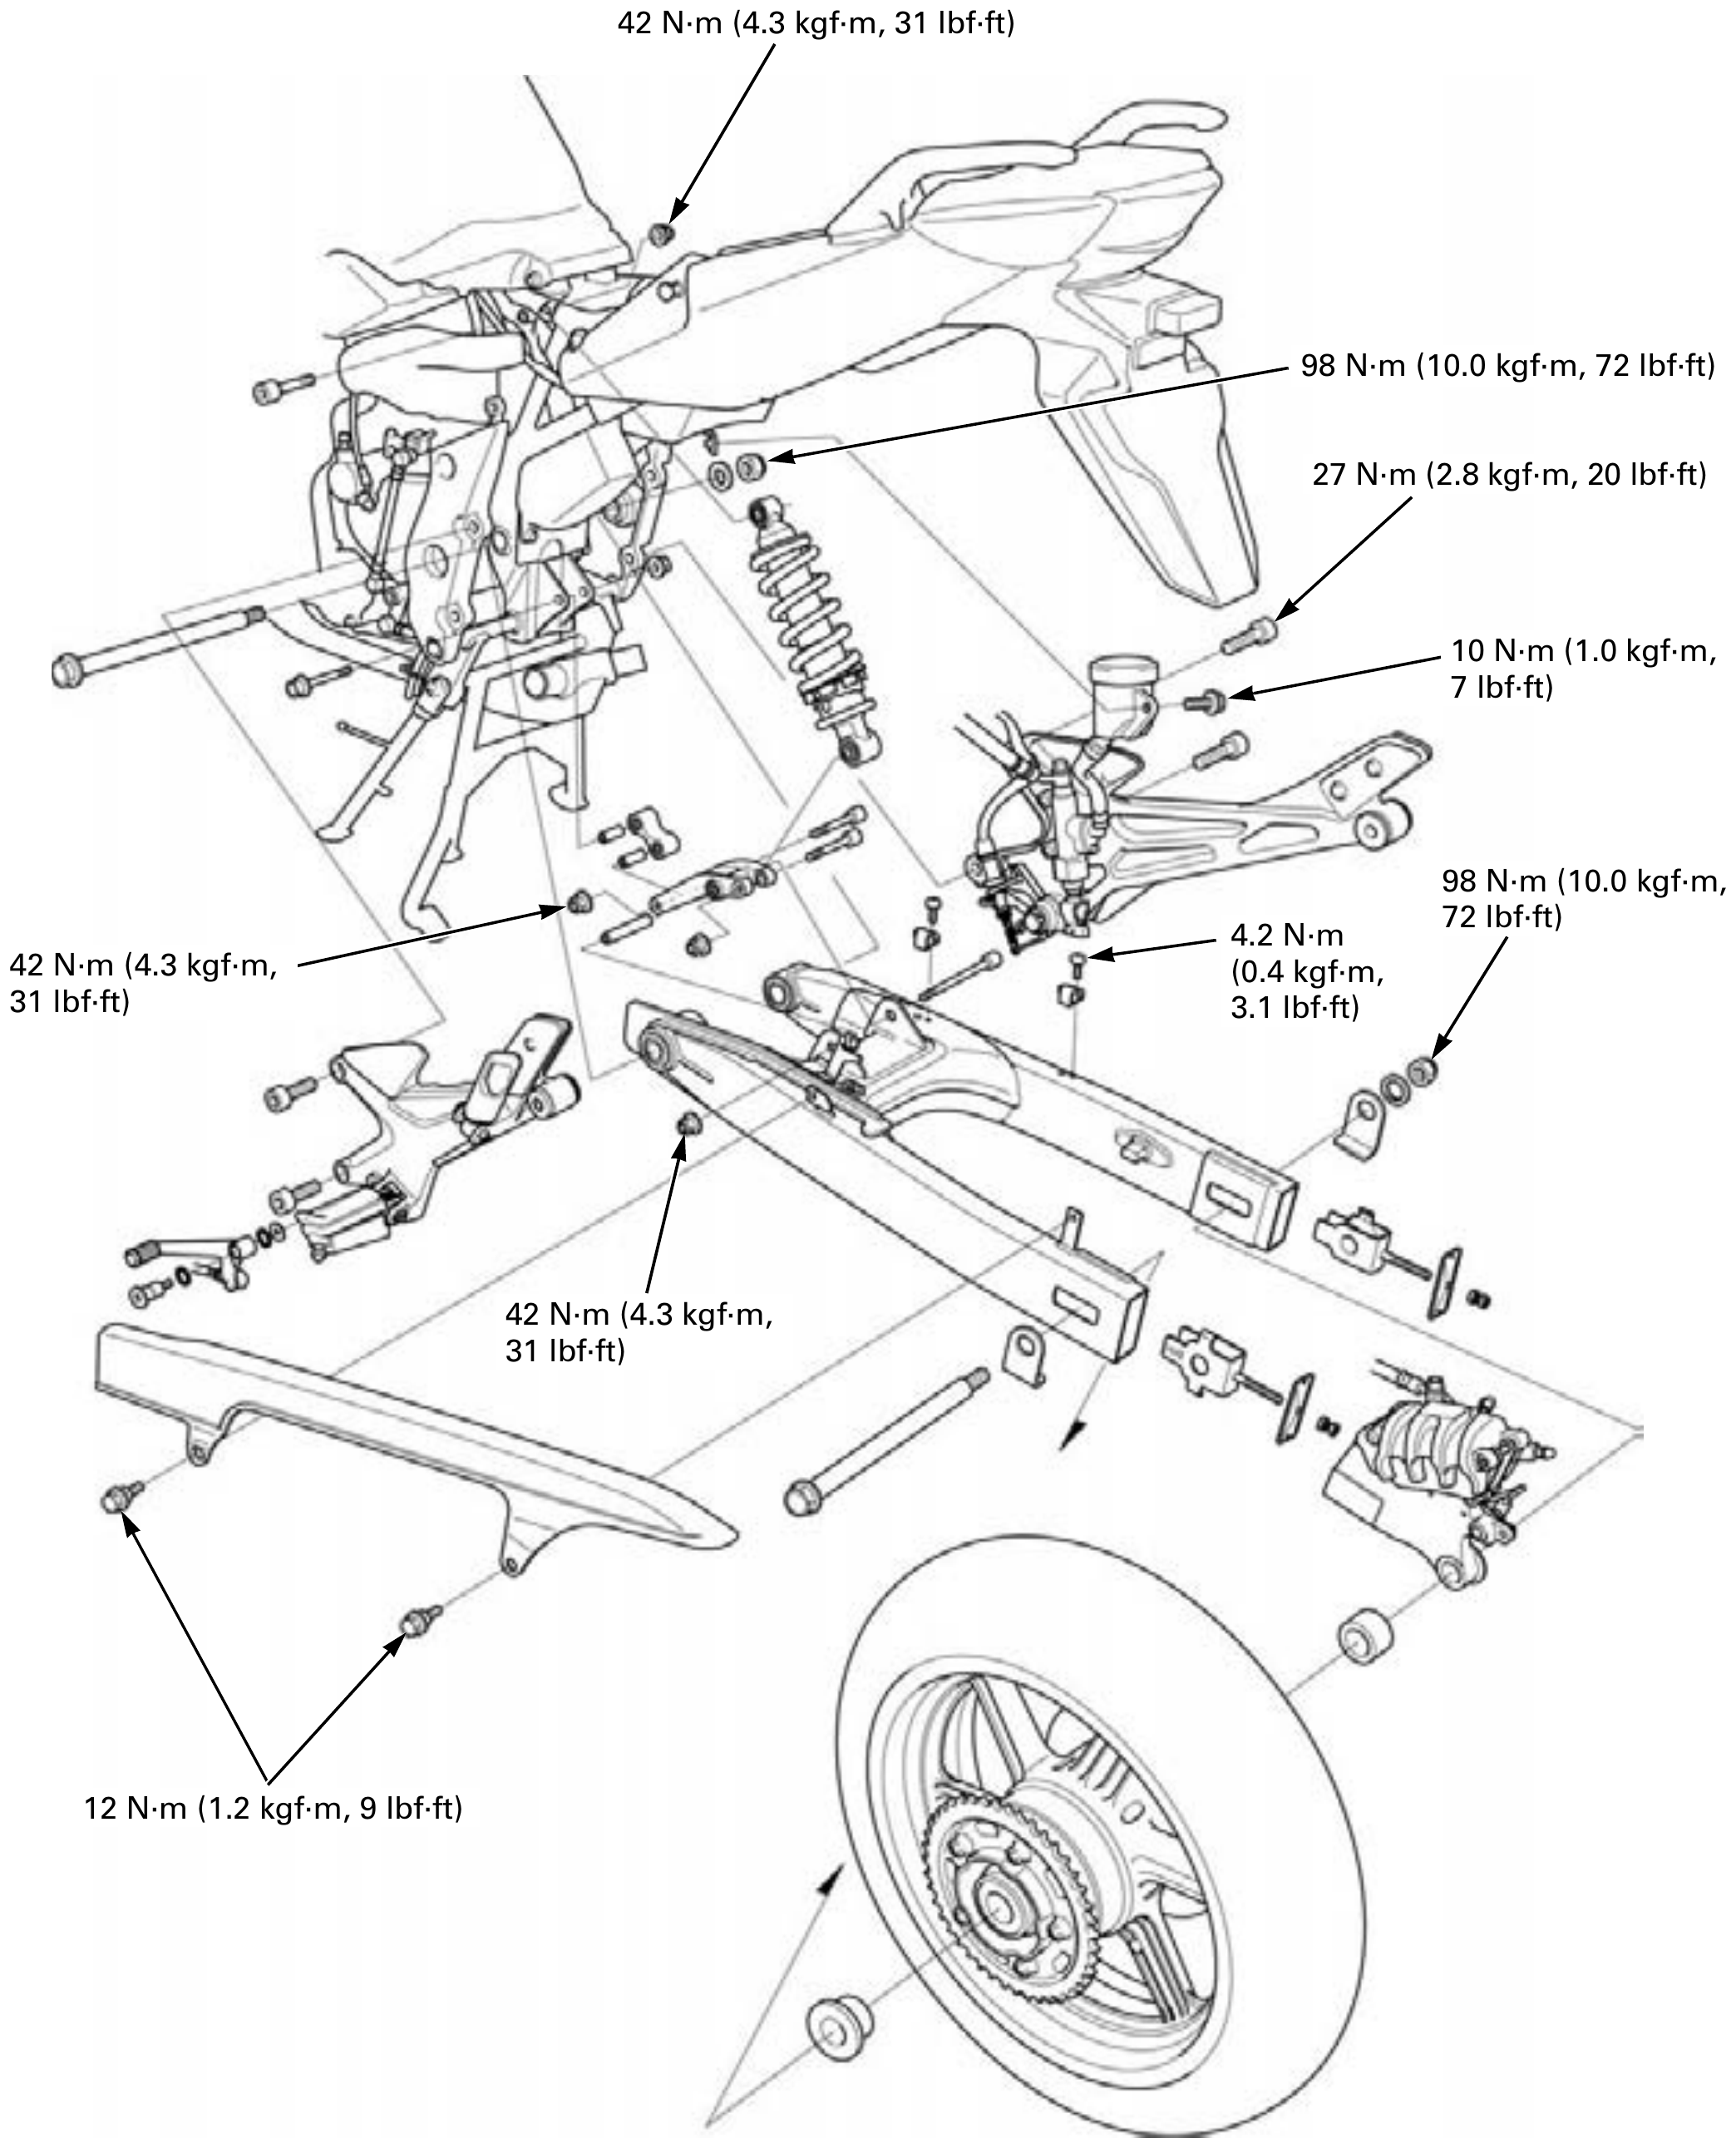 42 N·m (4.3 kgf·m, 31 lbf·ft)
98 N·m (10.0 kgf·m, 72 lbf·ft)
27 N·m (2.8 kgf·m, 20 lbf·ft)
10 N·m (1.0 kgf·m,
7 lbf·ft)
98 N·m (10.0 kgf·m,
72 lbf·ft)
4.2 N·m
(0.4 kgf·m,
3.1 lbf·ft)
42 N·m (4.3 kgf·m,
31 lbf·ft)
42 N·m (4.3 kgf·m,
31 lbf·ft)
12 N·m (1.2 kgf·m, 9 lbf·ft)